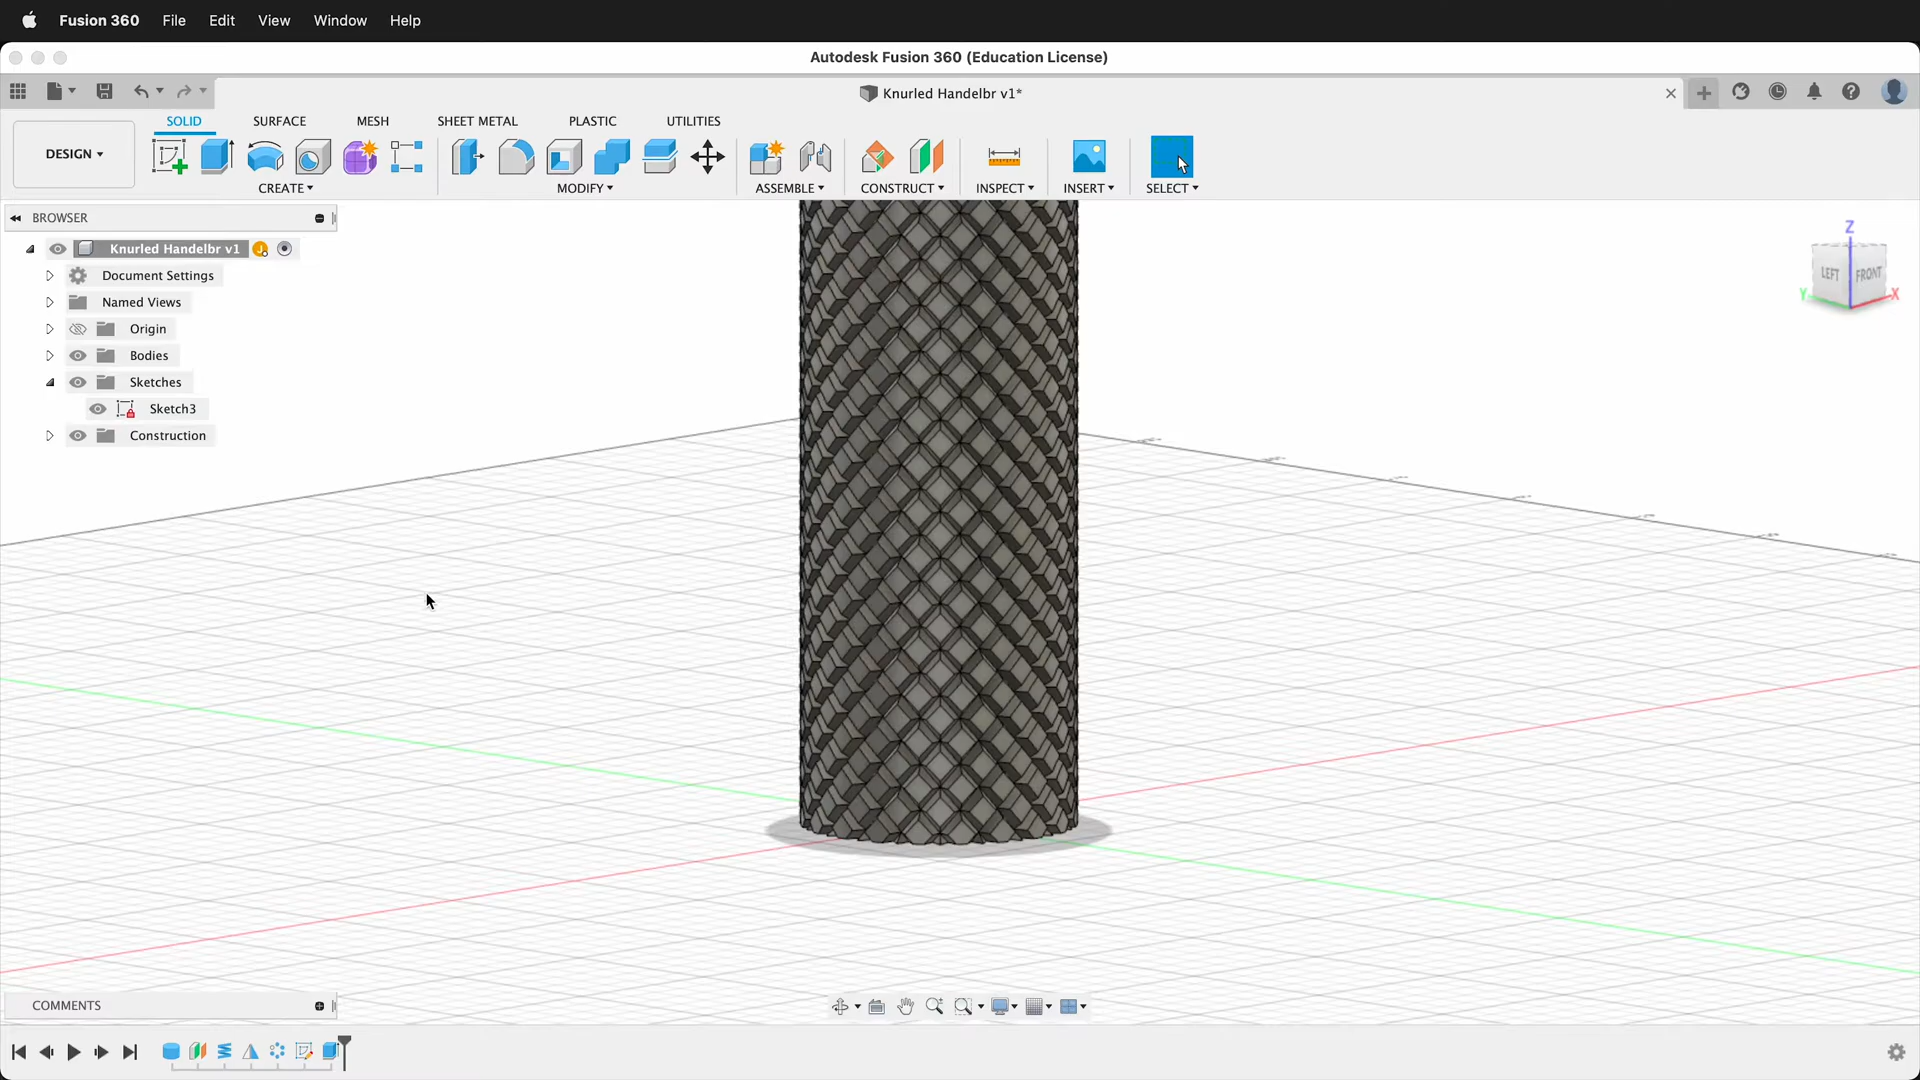 Fusion 360 File Edit View Window Help
Autodesk Fusion 360 (Education License)
Knurled Handelbr v1*
DESIGN
SOLID SURFACE MESH SHEET METAL PLASTIC UTILITIES
CREATE MODIFY ASSEMBLE CONSTRUCT INSPECT INSERT SELECT
BROWSER
Knurled Handelbr v1
Document Settings
Named Views
Origin
Bodies
Sketches
Sketch3
Construction
Z
LEFT FRONT
Y X
COMMENTS